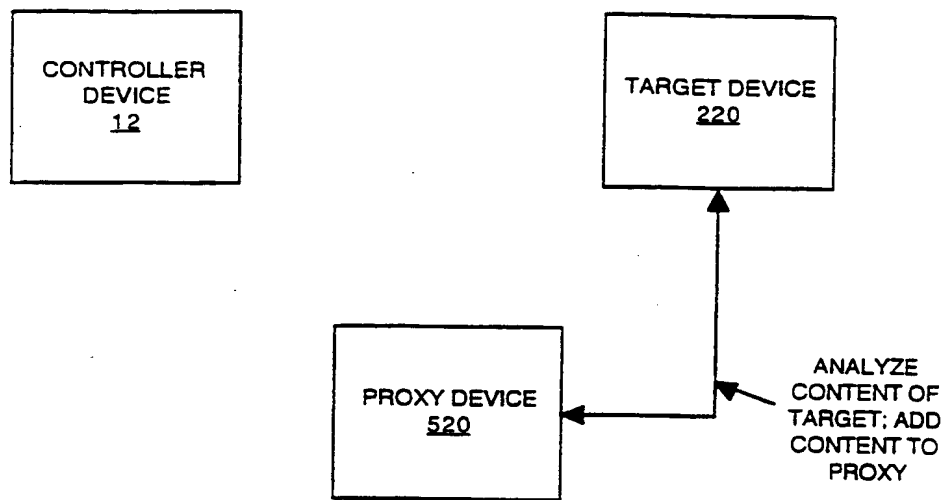 CONTROLLER
DEVICE
12
TARGET DEVICE
220
PROXY DEVICE
520
ANALYZE
CONTENT OF
TARGET; ADD
CONTENT TO
PROXY